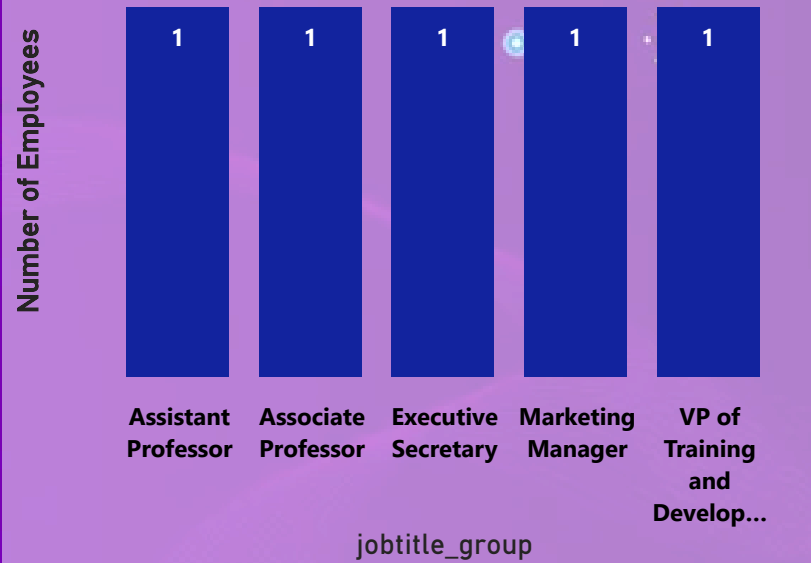 Number of Employees
1
1
1
1
1
Assistant
Professor
Associate
Professor
Executive
Secretary
Marketing
Manager
VP of
Training
and
Develop...
jobtitle_group